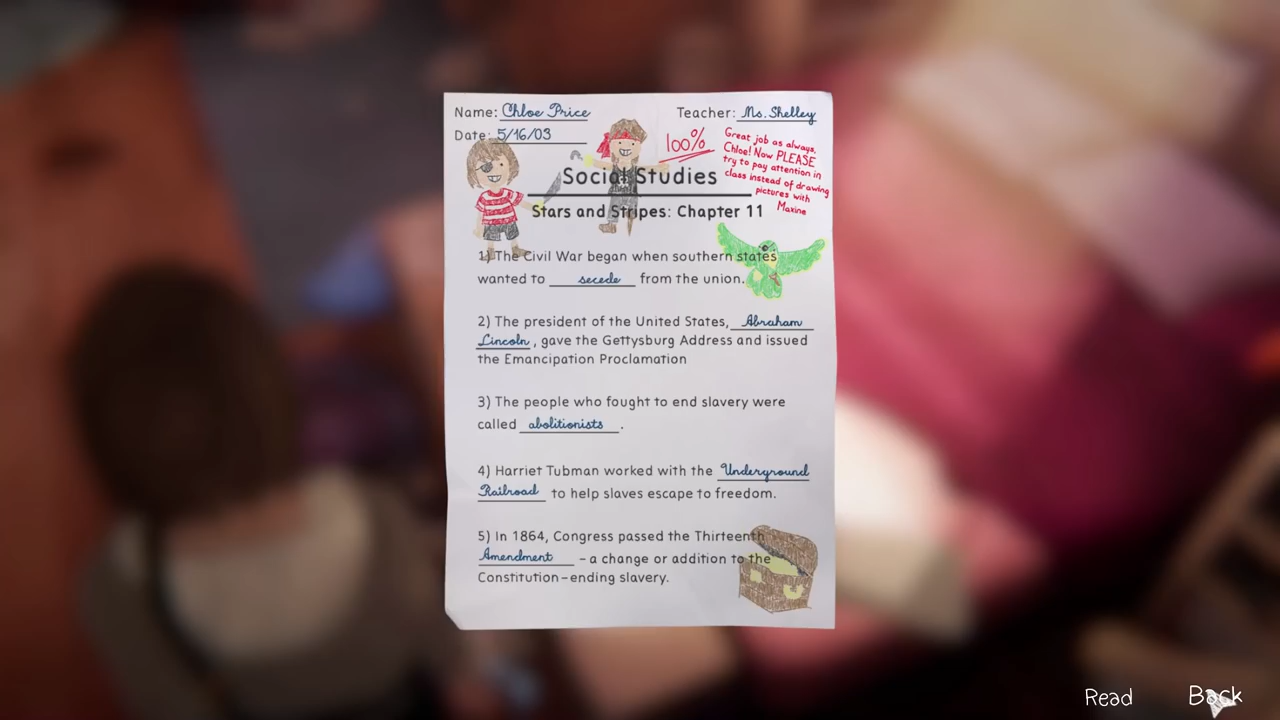 Name: Chloe Price
Teacher: Ms. Shelley
Date: 5/16/03
100%
Great job as always,
Chloe! Now PLEASE
try to pay attention in
class instead of drawing
pictures with
Maxine
Social Studies
Stars and Stripes: Chapter 11
1) The Civil War began when southern states
wanted to secede from the union.
2) The president of the United States, Abraham
Lincoln, gave the Gettysburg Address and issued
the Emancipation Proclamation
3) The people who fought to end slavery were
called abolitionists.
4) Harriet Tubman worked with the Underground
Railroad to help slaves escape to freedom.
5) In 1864, Congress passed the Thirteenth
Amendment – a change or addition to the
Constitution – ending slavery.
Read
Back